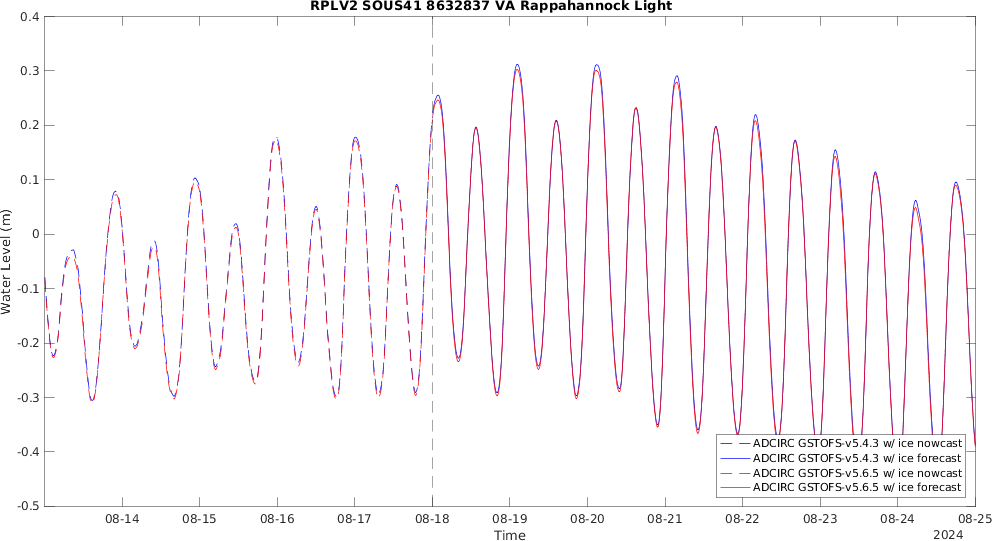 RPLV2 SOUS41 8632837 VA Rappahannock Light
0.4
0.3
0.2
0.1
0
-0.1
-0.2
-0.3
-0.4
-0.5
Water Level (m)
ADCIRC GSTOFS-v5.4.3 w/ ice nowcast
ADCIRC GSTOFS-v5.4.3 w/ ice forecast
ADCIRC GSTOFS-v5.6.5 w/ ice nowcast
ADCIRC GSTOFS-v5.6.5 w/ ice forecast
08-14 08-15 08-16 08-17 08-18 08-19 08-20 08-21 08-22 08-23 08-24 08-25
Time
2024